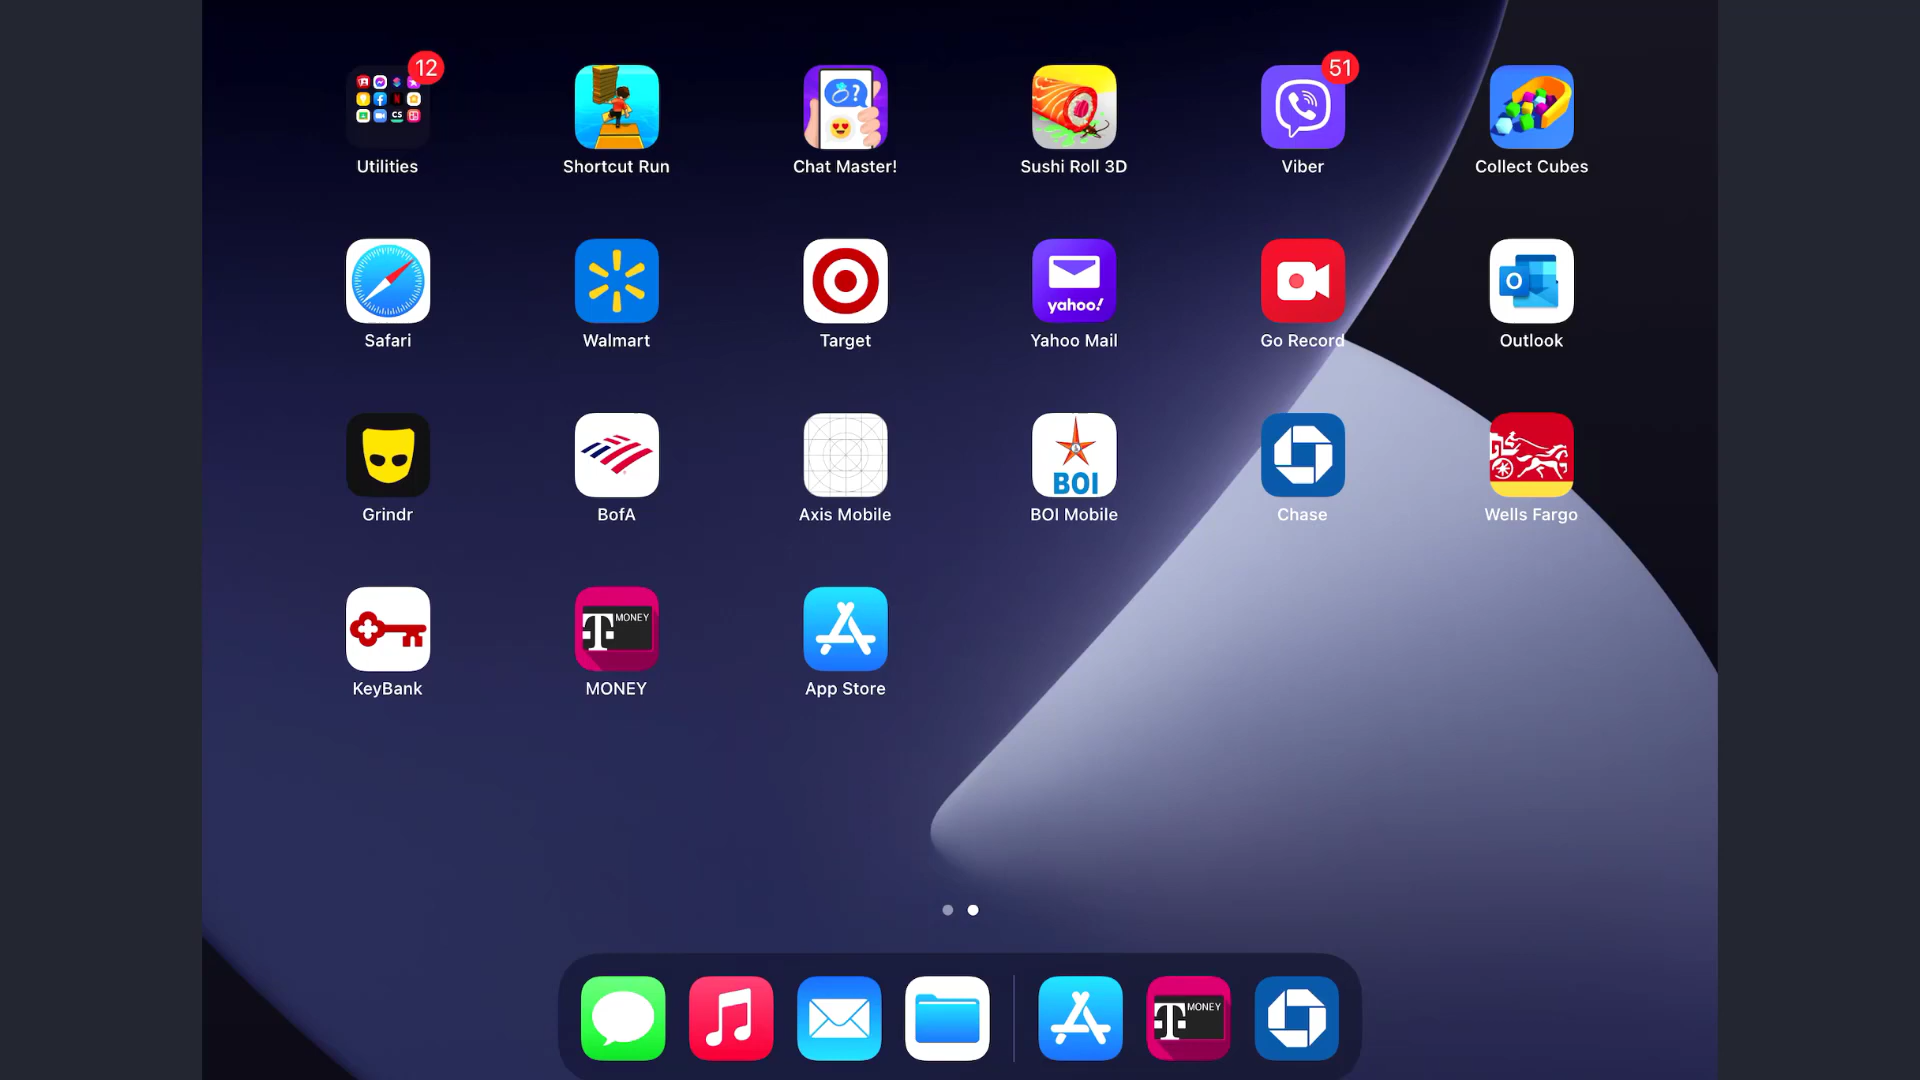 12
51
Utilities
Shortcut Run
Chat Master!
Sushi Roll 3D
Viber
Collect Cubes
yahoo!
Safari
Walmart
Target
Yahoo Mail
Go Record
Outlook
BOI
Grindr
BofA
Axis Mobile
BOI Mobile
Chase
Wells Fargo
T MONEY
KeyBank
MONEY
App Store
T MONEY